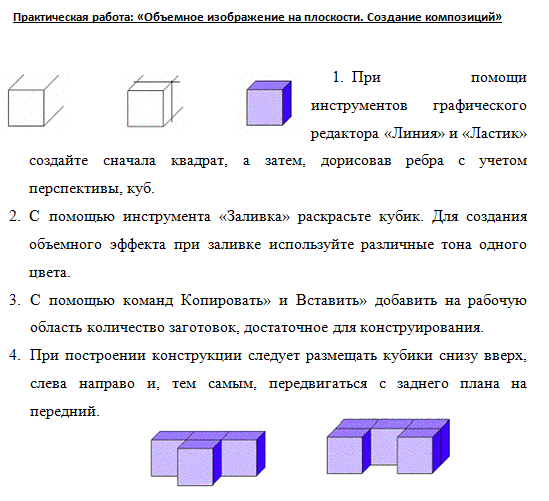 Практическая работа: «Объемное изображение на плоскости. Создание композиций»
1. При помощи
инструментов графического
редактора «Линия» и «Ластик»
создайте сначала квадрат, а затем, дорисовав ребра с учетом
перспективы, куб.
2. С помощью инструмента «Заливка» раскрасьте кубик. Для создания
объемного эффекта при заливке используйте различные тона одного
цвета.
3. С помощью команд Копировать» и Вставить» добавить на рабочую
область количество заготовок, достаточное для конструирования.
4. При построении конструкции следует размещать кубики снизу вверх,
слева направо и, тем самым, передвигаться с заднего плана на
передний.